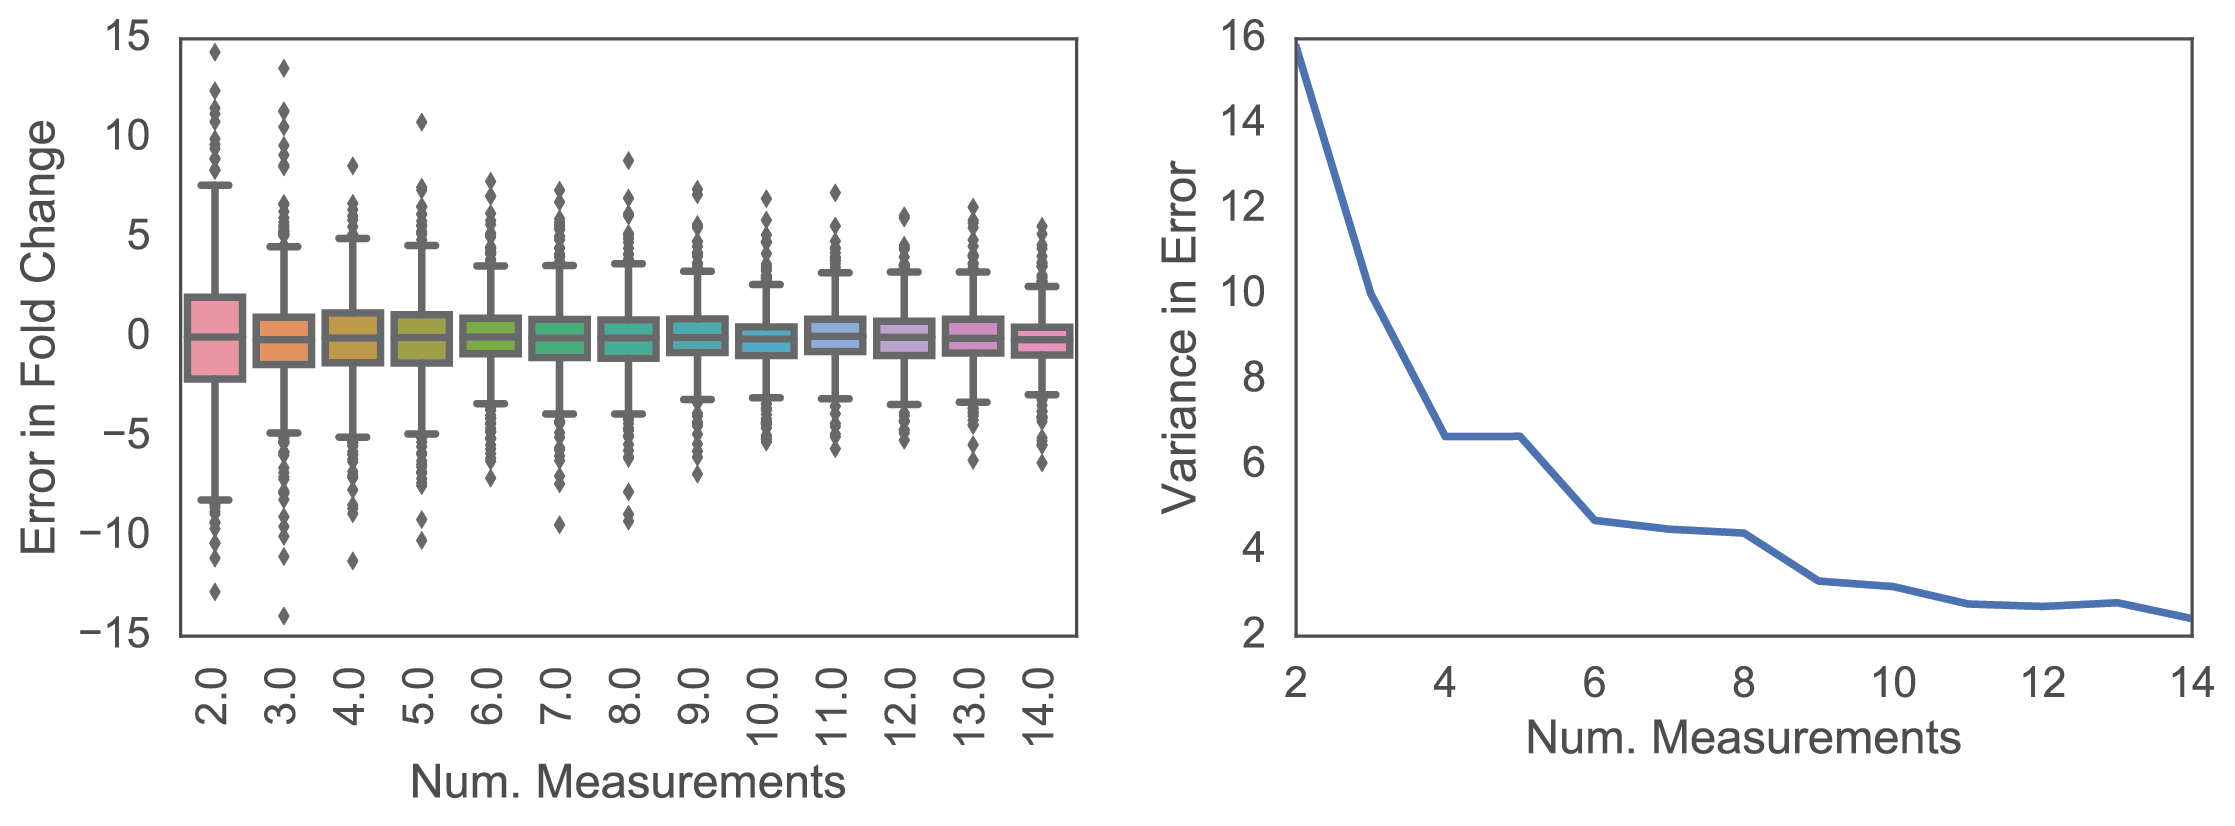 15
10
5
0
−5
−10
−15
Error in Fold Change
2.0 3.0 4.0 5.0 6.0 7.0 8.0 9.0 10.0 11.0 12.0 13.0 14.0
Num. Measurements
16
14
12
10
8
6
4
2
Variance in Error
2 4 6 8 10 12 14
Num. Measurements